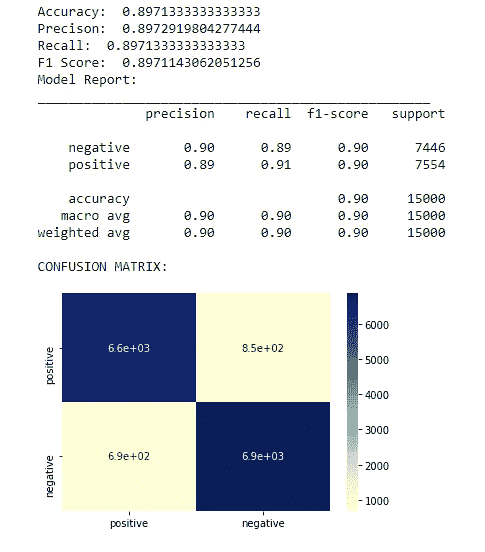 Accuracy:  0.8971333333333333
Precison:  0.8972919804277444
Recall:  0.8971333333333333
F1 Score:  0.8971143062051256
Model Report:
precision    recall  f1-score   support
negative       0.90      0.89      0.90      7446
positive       0.89      0.91      0.90      7554
accuracy                           0.90     15000
macro avg       0.90      0.90      0.90     15000
weighted avg       0.90      0.90      0.90     15000
CONFUSION MATRIX:
positive
6.6e+03
8.5e+02
negative
6.9e+02
6.9e+03
positive
negative
6000
5000
4000
3000
2000
1000